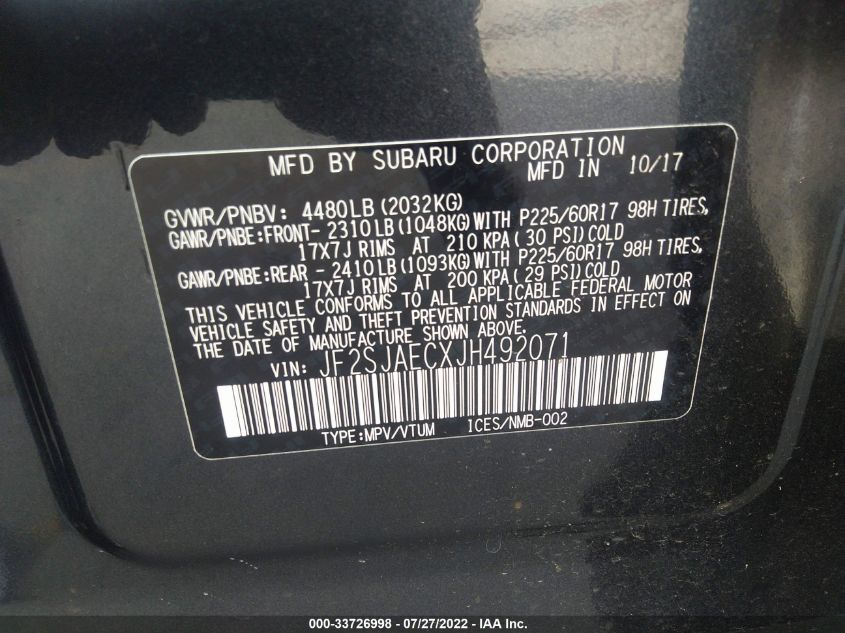 MFD BY SUBARU CORPORATION
MFD IN 10/17
GVWR/PNBV: 4480LB(2032KG)
GAWR/PNBE:FRONT- 2310LB(1048KG)WITH P225/60R17 98H TIRES,
17X7J RIMS AT 210 KPA( 30 PSI)COLD
GAWR/PNBE:REAR - 2410LB(1093KG)WITH P225/60R17 98H TIRES,
17X7J RIMS AT 200 KPA( 29 PSI)COLD
THIS VEHICLE CONFORMS TO ALL APPLICABLE FEDERAL MOTOR
VEHICLE SAFETY AND THEFT PREVENTION STANDARDS IN EFFECT ON
THE DATE OF MANUFACTURE SHOWN ABOVE.
VIN: JF2SJAECXJH492071
TYPE:MPV/VTUM ICES/NMB-002
000-33726998 - 07/27/2022 - IAA Inc.